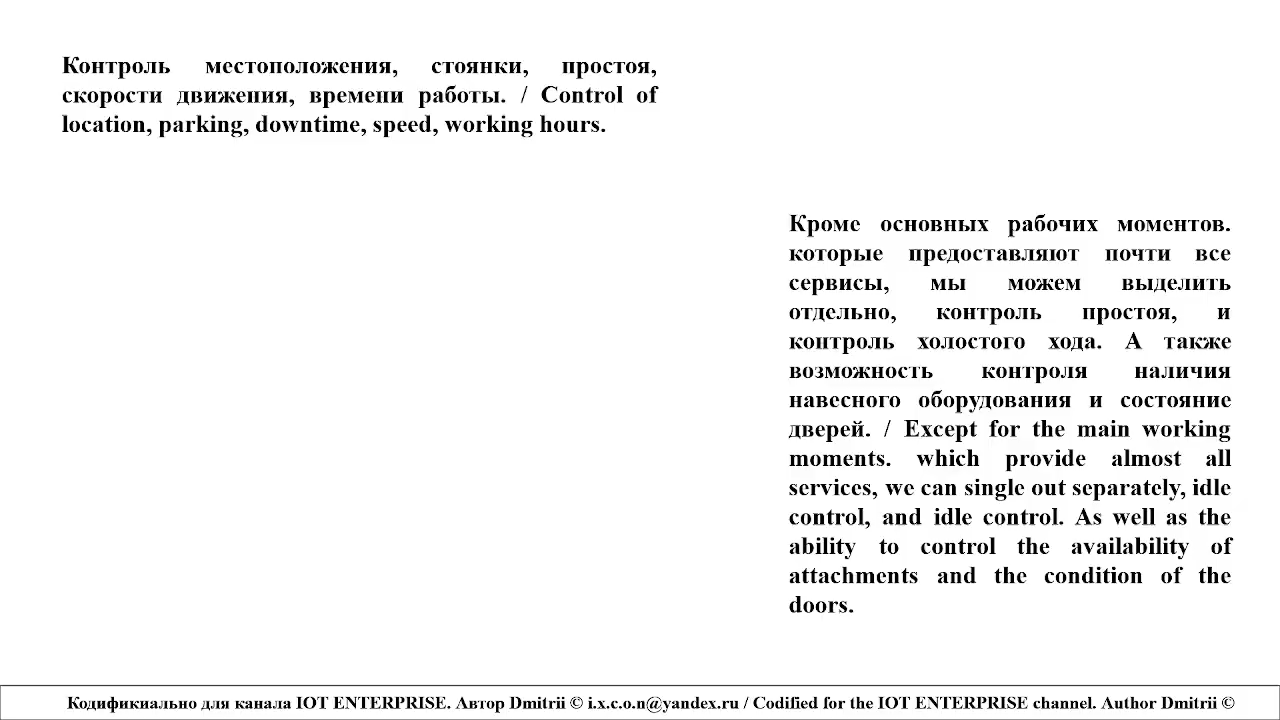 Контроль местоположения, стоянки, простоя,
скорости движения, времени работы. / Control of
location, parking, downtime, speed, working hours.
Кроме основных рабочих моментов.
которые предоставляют почти все
сервисы, мы можем выделить
отдельно, контроль простоя, и
контроль холостого хода. А также
возможность контроля наличия
навесного оборудования и состояние
дверей. / Except for the main working
moments. which provide almost all
services, we can single out separately, idle
control, and idle control. As well as the
ability to control the availability of
attachments and the condition of the
doors.
Кодификиально для канала IOT ENTERPRISE. Автор Dmitrii © i.x.c.o.n@yandex.ru / Codified for the IOT ENTERPRISE channel. Author Dmitrii ©